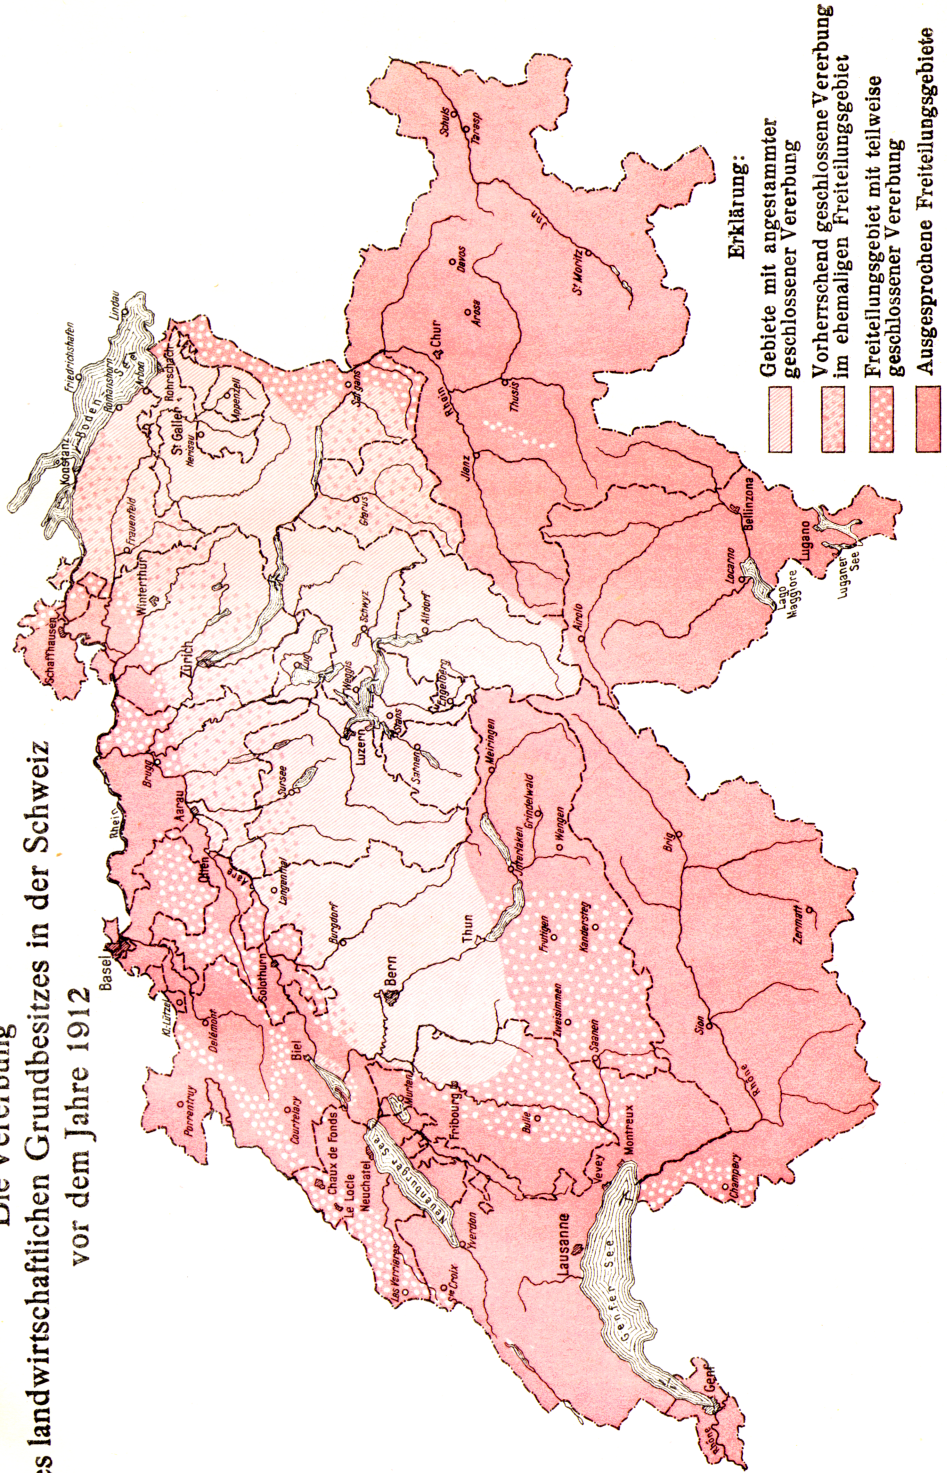 Die Vererbung
es landwirtschaftlichen Grundbesitzes in der Schweiz
vor dem Jahre 1912
Friedrichshafen
Lindau
Konstanz
Boden
See
Romanshorn
Arbon
Rorschach
St Gallen
Herisau
Appenzell
Schaffhausen
Frauenfeld
Winterthur
Zürich
Basel
Rhein
Brugg
Aarau
Olten
Aare
Sursee
Langenthal
Burgdorf
Solothurn
Biel
Delémont
Porrentruy
Courtelary
Chaux de Fonds
Le Locle
Neuchatel
Neuenburger See
Murten
Fribourg
Les Verrières
Ste Croix
Yverdon
Lausanne
Vevey
Montreux
Genfer See
Genf
Rhône
Champery
Bulle
Saanen
Zweisimmen
Frutigen
Kandersteg
Bern
Thun
Interlaken
Grindelwald
Wengen
Meiringen
Luzern
Weggis
Zug
Schwyz
Altdorf
Stans
Sarnen
Engelberg
Glarus
Sargans
Chur
Rhein
Arosa
Davos
Schuls
Tarasp
Inn
St Moritz
Thusis
Ilanz
Airolo
Bellinzona
Locarno
Lago
Maggiore
Lugano
Luganer
See
Brig
Zermatt
Sion
Rhône
Erklärung:
Gebiete mit angestammter
geschlossener Vererbung
Vorherrschend geschlossene Vererbung
im ehemaligen Freiteilungsgebiet
Freiteilungsgebiet mit teilweise
geschlossener Vererbung
Ausgesprochene Freiteilungsgebiete